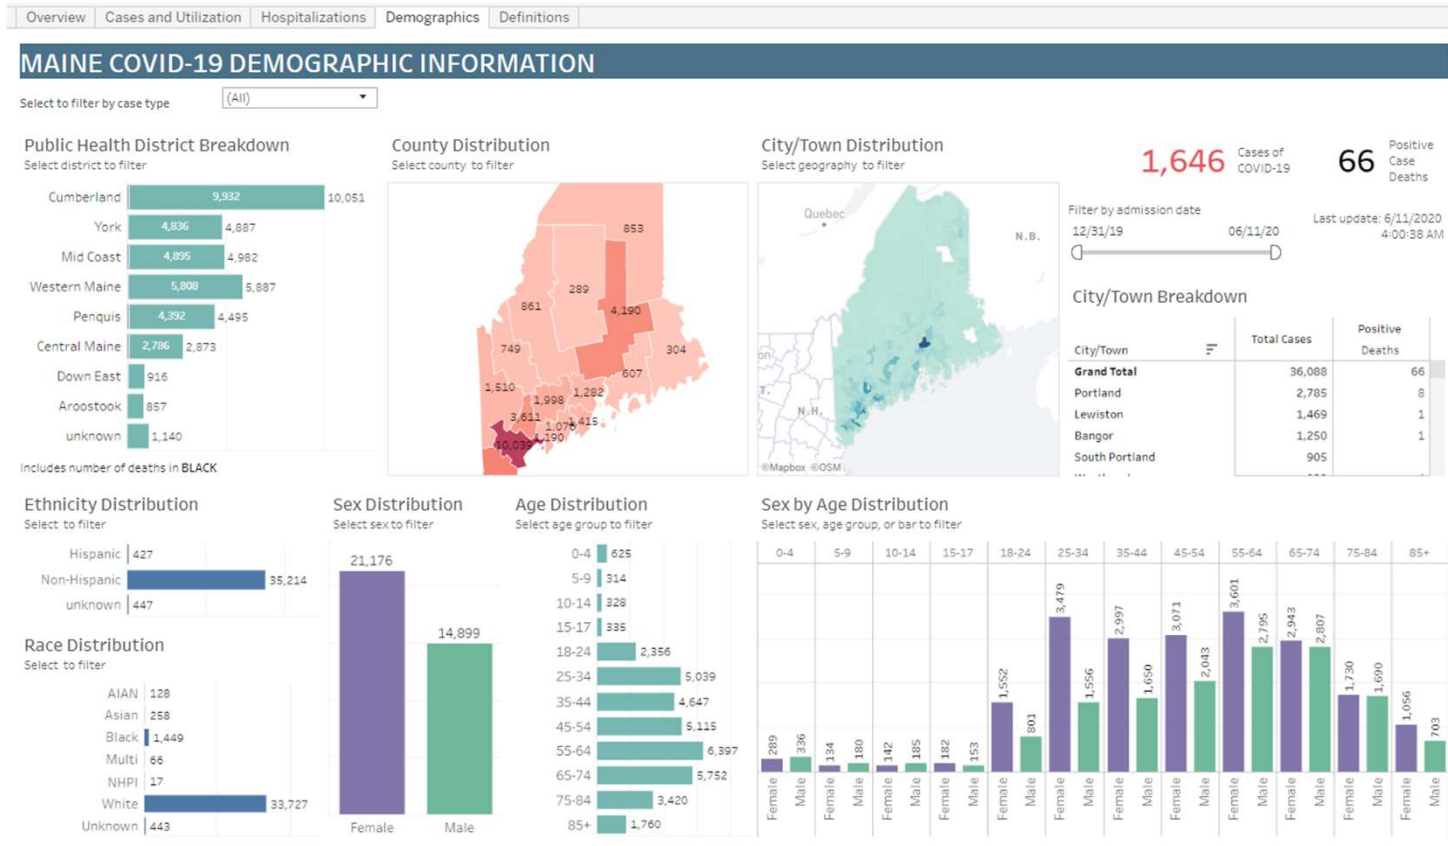 Overview Cases and Utilization Hospitalizations Demographics Definitions
MAINE COVID-19 DEMOGRAPHIC INFORMATION
Select to filter by case type (All)
Public Health District Breakdown
Select district to filter
Cumberland 9,932 10,051
York 4,836 4,887
Mid Coast 4,895 4,982
Western Maine 5,808 5,887
Penquis 4,392 4,495
Central Maine 2,786 2,873
Down East 916
Aroostook 857
unknown 1,140
Includes number of deaths in BLACK
County Distribution
Select county to filter
853
289
861
4,190
749
304
607
1,510
1,282
1,998
3,611
415
1,076
10,039
City/Town Distribution
Select geography to filter
Quebec
N.B.
N.H.
©Mapbox ©OSM
1,646 Cases of COVID-19
66 Positive Case Deaths
Filter by admission date
12/31/19 06/11/20
Last update: 6/11/2020
4:00:38 AM
City/Town Breakdown
City/Town Total Cases Positive Deaths
Grand Total 36,088 66
Portland 2,785 8
Lewiston 1,469 1
Bangor 1,250 1
South Portland 905
Ethnicity Distribution
Select to filter
Hispanic 427
Non-Hispanic 35,214
unknown 447
Race Distribution
Select to filter
AIAN 128
Asian 258
Black 1,449
Multi 66
NHPI 17
White 33,727
Unknown 443
Sex Distribution
Select sex to filter
21,176
14,899
Female Male
Age Distribution
Select age group to filter
0-4 625
5-9 314
10-14 328
15-17 335
18-24 2,356
25-34 5,039
35-44 4,647
45-54 5,115
55-64 6,397
65-74 5,752
75-84 3,420
85+ 1,760
Sex by Age Distribution
Select sex, age group, or bar to filter
0-4 5-9 10-14 15-17 18-24 25-34 35-44 45-54 55-64 65-74 75-84 85+
289 336 134 180 142 185 182 153 1,552 801 3,479 1,556 2,997 1,650 3,071 2,043 3,601 2,795 2,943 2,807 1,730 1,690 1,056 703
Female Male Female Male Female Male Female Male Female Male Female Male Female Male Female Male Female Male Female Male Female Male Female Male